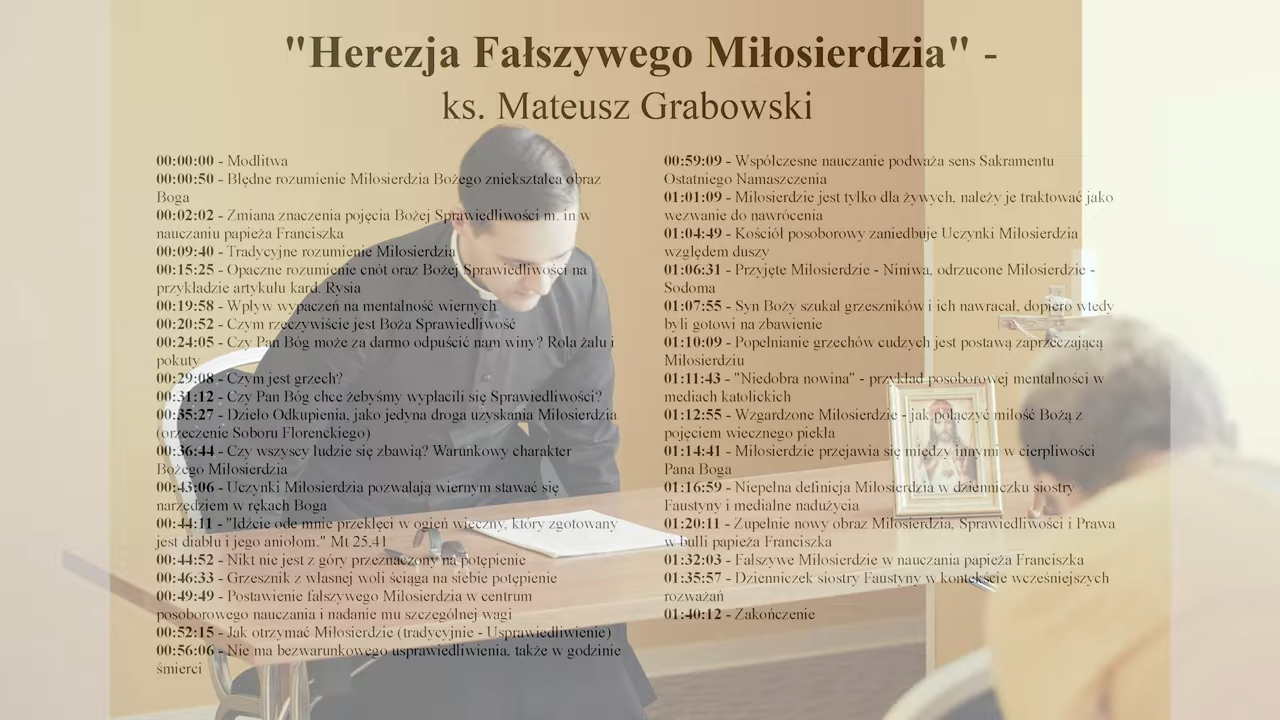 "Herezja Fałszywego Miłosierdzia" -
ks. Mateusz Grabowski
00:00:00 - Modlitwa
00:00:50 - Błędne rozumienie Miłosierdzia Bożego zniekształca obraz
Boga
00:02:02 - Zmiana znaczenia pojęcia Bożej Sprawiedliwości m. in w
nauczaniu papieża Franciszka
00:09:40 - Tradycyjne rozumienie Miłosierdzia
00:15:25 - Opaczne rozumienie cnót oraz Bożej Sprawiedliwości na
przykładzie artykułu kard. Rysia
00:19:58 - Wpływ wypaczeń na mentalność wiernych
00:20:52 - Czym rzeczywiście jest Boża Sprawiedliwość
00:24:05 - Czy Pan Bóg może za darmo odpuścić nam winy? Rola żalu i
pokuty
00:29:08 - Czym jest grzech?
00:31:12 - Czy Pan Bóg chce żebyśmy wypłacili się Sprawiedliwości?
00:35:27 - Dzieło Odkupienia, jako jedyna droga uzyskania Miłosierdzia
(orzeczenie Soboru Florenckiego)
00:36:44 - Czy wszyscy ludzie się zbawią? Warunkowy charakter
Bożego Miłosierdzia
00:43:06 - Uczynki Miłosierdzia pozwalają wiernym stawać się
narzędziem w rękach Boga
00:44:11 - "Idźcie ode mnie przeklęci w ogień wieczny, który zgotowany
jest diabłu i jego aniołom." Mt 25,41
00:44:52 - Nikt nie jest z góry przeznaczony na potępienie
00:46:33 - Grzesznik z własnej woli ściąga na siebie potępienie
00:49:49 - Postawienie fałszywego Miłosierdzia w centrum
posoborowego nauczania i nadanie mu szczególnej wagi
00:52:15 - Jak otrzymać Miłosierdzie (tradycyjnie - Usprawiedliwienie)
00:56:06 - Nie ma bezwarunkowego usprawiedliwienia, także w godzinie
śmierci
00:59:09 - Współczesne nauczanie podważa sens Sakramentu
Ostatniego Namaszczenia
01:01:09 - Miłosierdzie jest tylko dla żywych, należy je traktować jako
wezwanie do nawrócenia
01:04:49 - Kościół posoborowy zaniedbuje Uczynki Miłosierdzia
względem duszy
01:06:31 - Przyjęte Miłosierdzie - Niniwa, odrzucone Miłosierdzie -
Sodoma
01:07:55 - Syn Boży szukał grzeszników i ich nawracał, dopiero wtedy
byli gotowi na zbawienie
01:10:09 - Popełnianie grzechów cudzych jest postawą zaprzeczającą
Miłosierdziu
01:11:43 - "Niedobra nowina" - przykład posoborowej mentalności w
mediach katolickich
01:12:55 - Wzgardzone Miłosierdzie - jak połączyć miłość Bożą z
pojęciem wiecznego piekła
01:14:41 - Miłosierdzie przejawia się między innymi w cierpliwości
Pana Boga
01:16:59 - Niepełna definicja Miłosierdzia w dzienniczku siostry
Faustyny i medialne nadużycia
01:20:11 - Zupełnie nowy obraz Miłosierdzia, Sprawiedliwości i Prawa
w bulli papieża Franciszka
01:32:03 - Fałszywe Miłosierdzie w nauczania papieża Franciszka
01:35:57 - Dzienniczek siostry Faustyny w kontekście wcześniejszych
rozważań
01:40:12 - Zakończenie